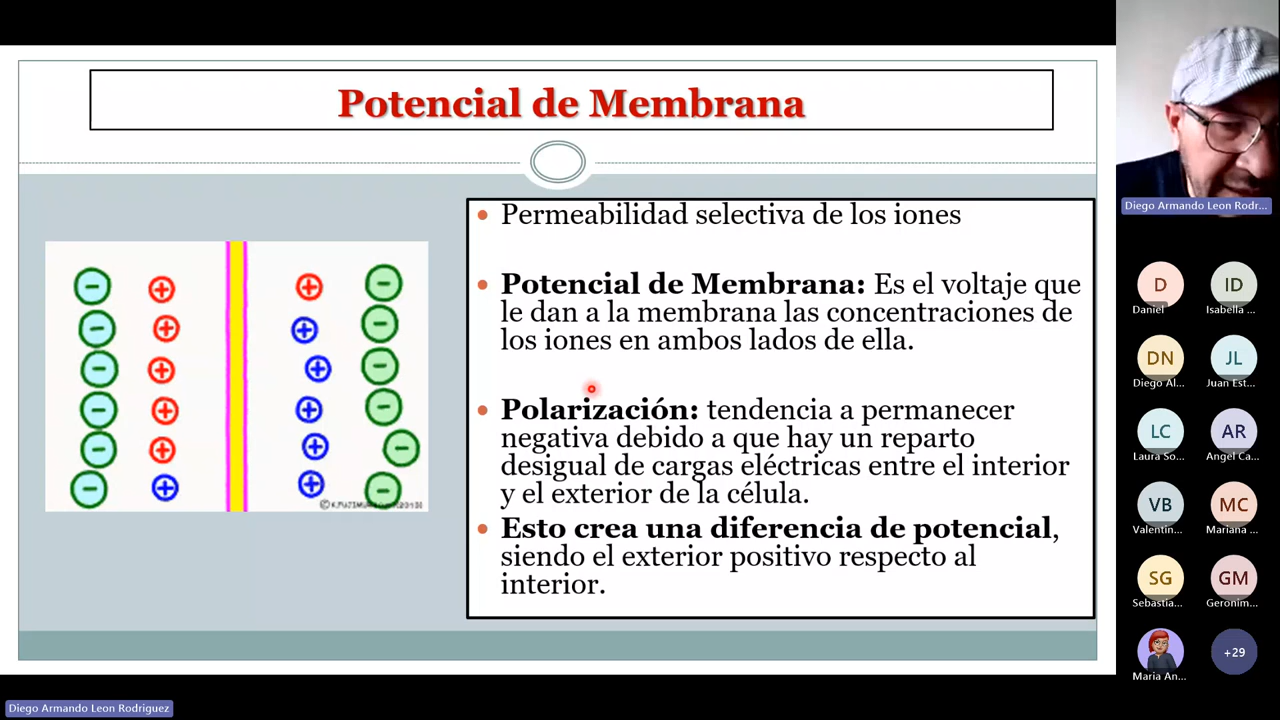 Potencial de Membrana
• Permeabilidad selectiva de los iones
• Potencial de Membrana: Es el voltaje que
le dan a la membrana las concentraciones de
los iones en ambos lados de ella.
• Polarización: tendencia a permanecer
negativa debido a que hay un reparto
desigual de cargas eléctricas entre el interior
y el exterior de la célula.
• Esto crea una diferencia de potencial,
siendo el exterior positivo respecto al
interior.
Diego Armando Leon Rodr...
D
Daniel
ID
Isabella ...
DN
Diego Al...
JL
Juan Est...
LC
Laura So...
AR
Angel Ca...
VB
Valentin...
MC
Mariana ...
SG
Sebastia...
GM
Geronim...
Maria An...
+29
Diego Armando Leon Rodriguez